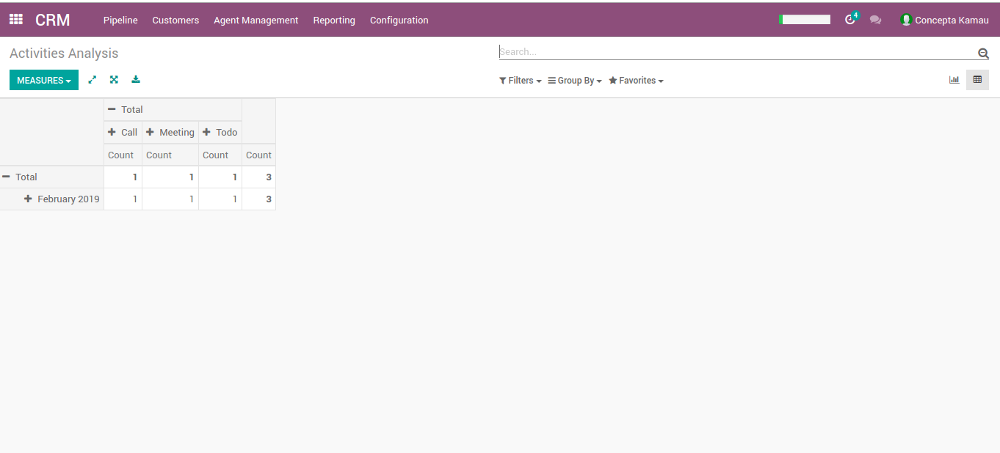 CRM Pipeline Customers Agent Management Reporting Configuration 4 Concepta Kamau
Activities Analysis Search...
MEASURES Filters Group By Favorites
Total
Call Meeting Todo
Count Count Count Count
Total 1 1 1 3
February 2019 1 1 1 3